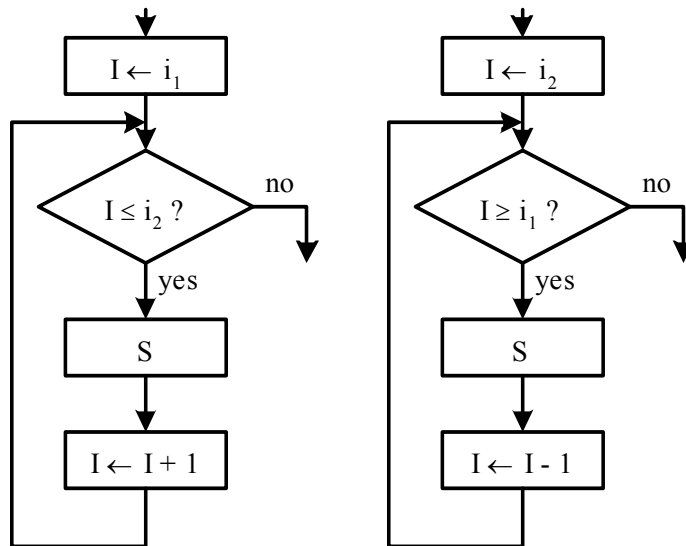 I ← i₁
I ≤ i₂ ?
no
yes
S
I ← I + 1
I ← i₂
I ≥ i₁ ?
no
yes
S
I ← I - 1